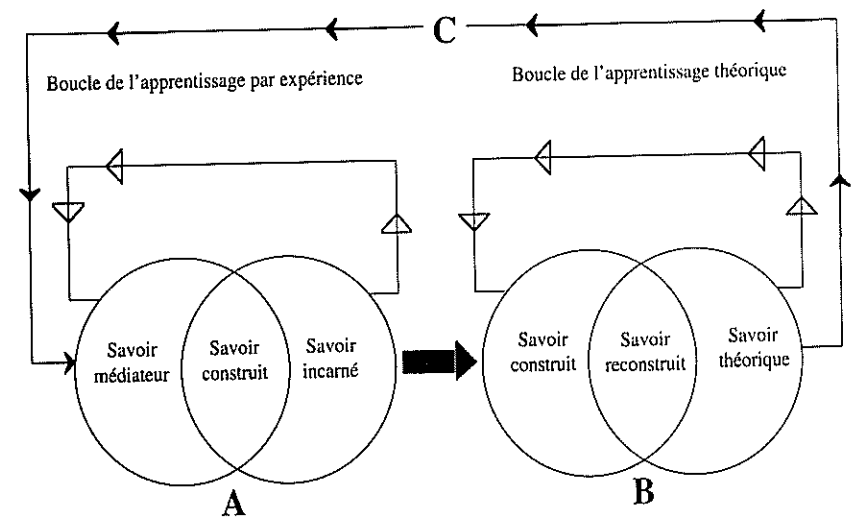 C
Boucle de l'apprentissage par expérience
Boucle de l'apprentissage théorique
Savoir
médiateur
Savoir
construit
Savoir
incarné
Savoir
construit
Savoir
reconstruit
Savoir
théorique
A
B